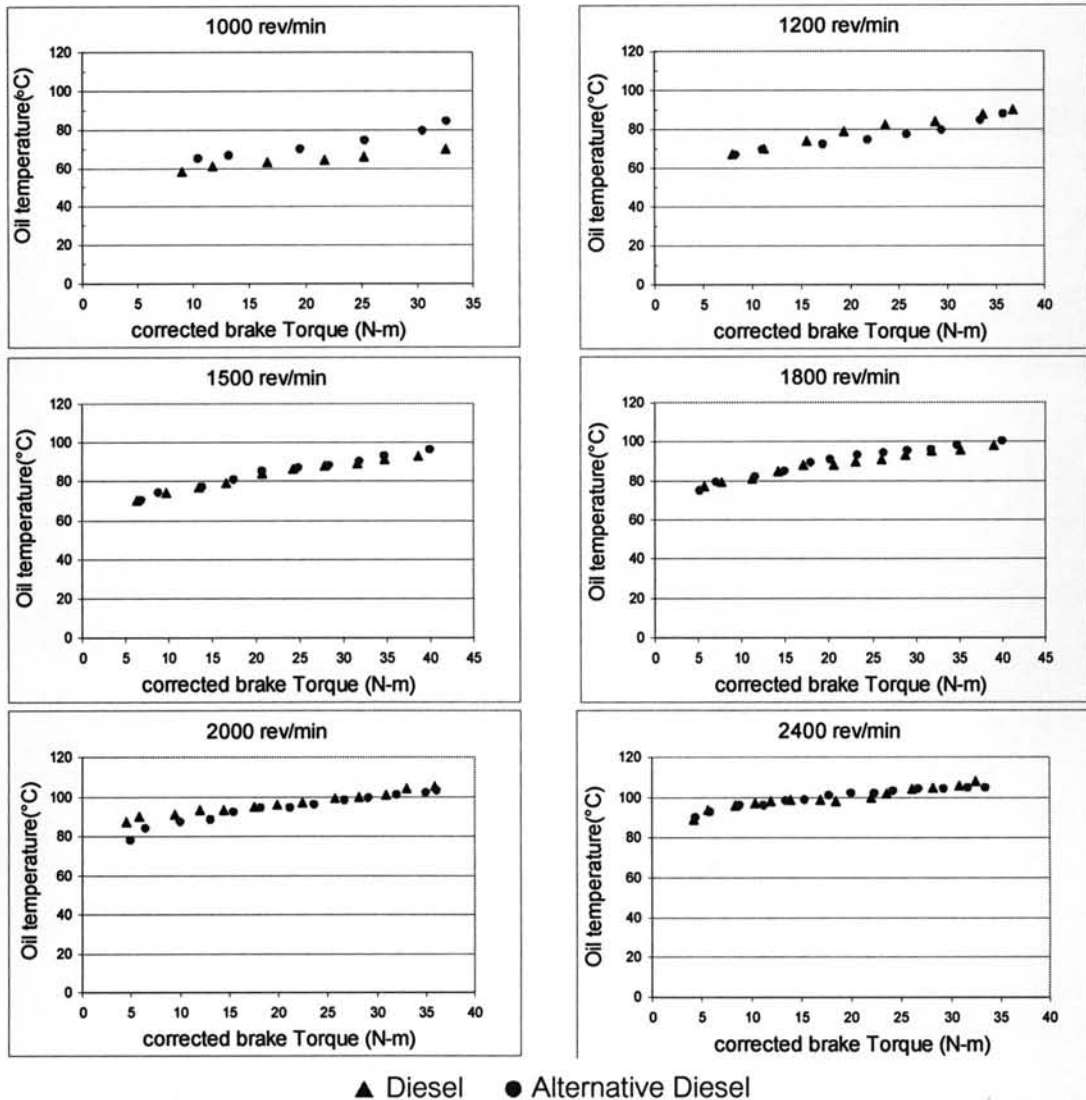 1000 rev/min
Oil temperature(°C)
120
100
80
60
40
20
0
0 5 10 15 20 25 30 35
corrected brake Torque (N-m)
1200 rev/min
Oil temperature(°C)
120
100
80
60
40
20
0
0 5 10 15 20 25 30 35 40
corrected brake Torque (N-m)
1500 rev/min
Oil temperature(°C)
120
100
80
60
40
20
0
0 5 10 15 20 25 30 35 40 45
corrected brake Torque (N-m)
1800 rev/min
Oil temperature(°C)
120
100
80
60
40
20
0
0 5 10 15 20 25 30 35 40 45
corrected brake Torque (N-m)
2000 rev/min
Oil temperature(°C)
120
100
80
60
40
20
0
0 5 10 15 20 25 30 35 40
corrected brake Torque (N-m)
2400 rev/min
Oil temperature(°C)
120
100
80
60
40
20
0
0 5 10 15 20 25 30 35 40
corrected brake Torque (N-m)
▲ Diesel ● Alternative Diesel